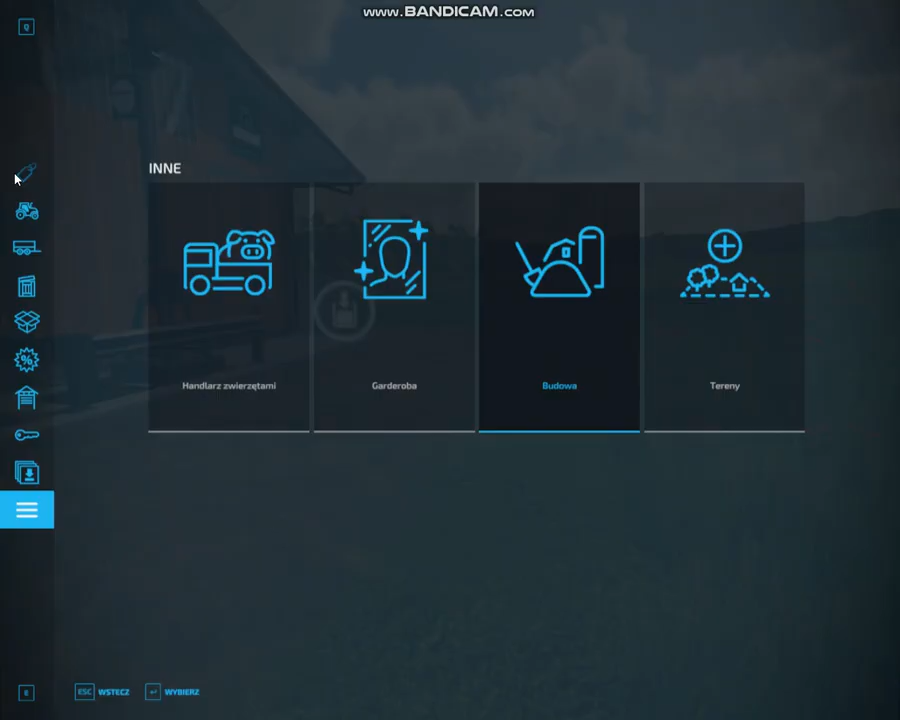 www.BANDICAM.com
Q
INNE
%
Handlarz zwierzętami
Garderoba
Budowa
Tereny
E
ESC WSTECZ
↵ WYBIERZ